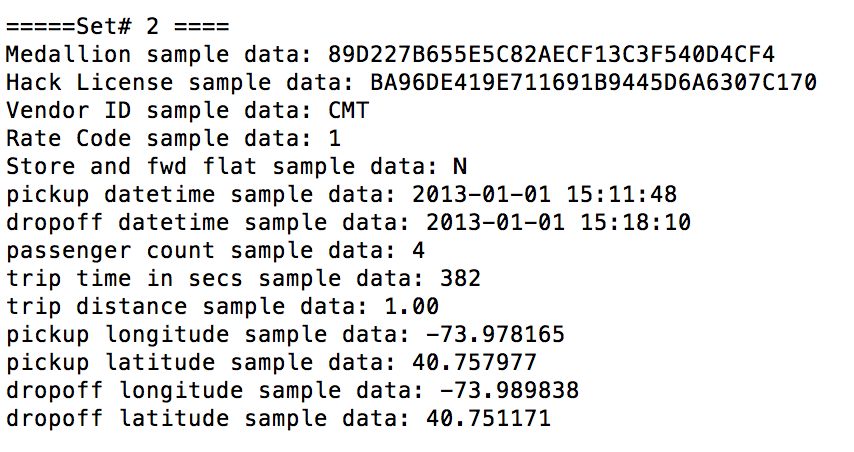 =====Set# 2 ====
Medallion sample data: 89D227B655E5C82AECF13C3F540D4CF4
Hack License sample data: BA96DE419E711691B9445D6A6307C170
Vendor ID sample data: CMT
Rate Code sample data: 1
Store and fwd flat sample data: N
pickup datetime sample data: 2013-01-01 15:11:48
dropoff datetime sample data: 2013-01-01 15:18:10
passenger count sample data: 4
trip time in secs sample data: 382
trip distance sample data: 1.00
pickup longitude sample data: -73.978165
pickup latitude sample data: 40.757977
dropoff longitude sample data: -73.989838
dropoff latitude sample data: 40.751171